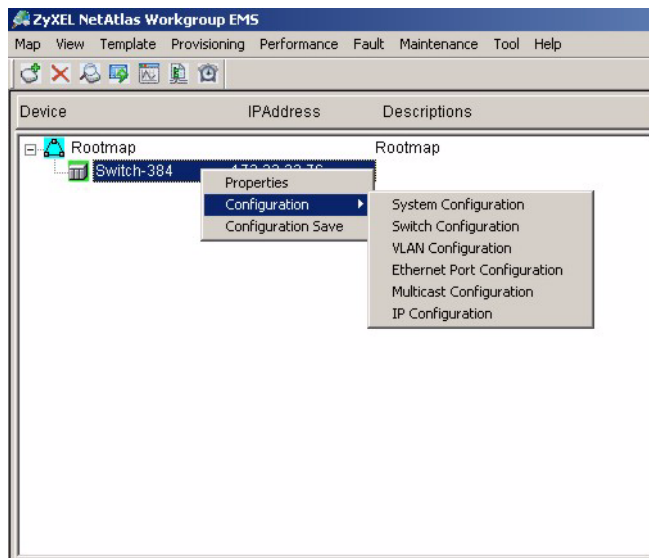 ZyXEL NetAtlas Workgroup EMS
Map View Template Provisioning Performance Fault Maintenance Tool Help
Device IPAddress Descriptions
Rootmap Rootmap
Switch-384
Properties
Configuration
Configuration Save
System Configuration
Switch Configuration
VLAN Configuration
Ethernet Port Configuration
Multicast Configuration
IP Configuration